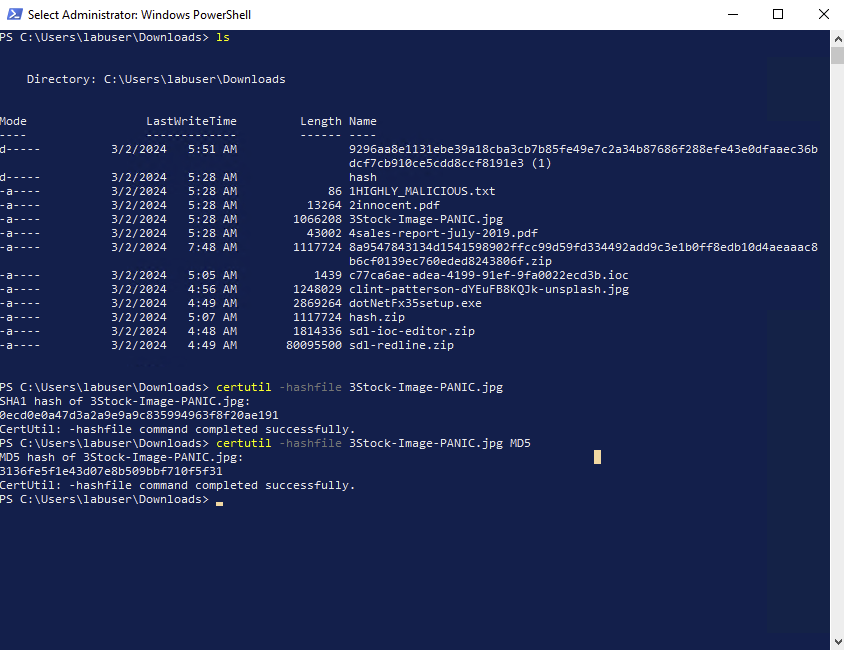 Select Administrator: Windows PowerShell
PS C:\Users\labuser\Downloads> ls
Directory: C:\Users\labuser\Downloads
Mode LastWriteTime Length Name
---- ------------- ------ ----
d----- 3/2/2024 5:51 AM 9296aa8e1131ebe39a18cba3cb7b85fe49e7c2a34b87686f288efe43e0dfaaec36b
dcf7cb910ce5cdd8ccf8191e3 (1)
d----- 3/2/2024 5:28 AM hash
-a---- 3/2/2024 5:28 AM 86 1HIGHLY_MALICIOUS.txt
-a---- 3/2/2024 5:28 AM 13264 2innocent.pdf
-a---- 3/2/2024 5:28 AM 1066208 3Stock-Image-PANIC.jpg
-a---- 3/2/2024 5:28 AM 43002 4sales-report-july-2019.pdf
-a---- 3/2/2024 7:48 AM 1117724 8a9547843134d1541598902ffcc99d59fd334492add9c3e1b0ff8edb10d4aeaaac8
b6cf0139ec760eded8243806f.zip
-a---- 3/2/2024 5:05 AM 1439 c77ca6ae-adea-4199-91ef-9fa0022ecd3b.ioc
-a---- 3/2/2024 4:56 AM 1248029 clint-patterson-dYEuFB8KQJk-unsplash.jpg
-a---- 3/2/2024 4:49 AM 2869264 dotNetFx35setup.exe
-a---- 3/2/2024 5:07 AM 1117724 hash.zip
-a---- 3/2/2024 4:48 AM 1814336 sdl-ioc-editor.zip
-a---- 3/2/2024 4:49 AM 80095500 sdl-redline.zip
PS C:\Users\labuser\Downloads> certutil -hashfile 3Stock-Image-PANIC.jpg
SHA1 hash of 3Stock-Image-PANIC.jpg:
0ecd0e0a47d3a2a9e9a9c835994963f8f20ae191
CertUtil: -hashfile command completed successfully.
PS C:\Users\labuser\Downloads> certutil -hashfile 3Stock-Image-PANIC.jpg MD5
MD5 hash of 3Stock-Image-PANIC.jpg:
3136fe5f1e43d07e8b509bbf710f5f31
CertUtil: -hashfile command completed successfully.
PS C:\Users\labuser\Downloads>